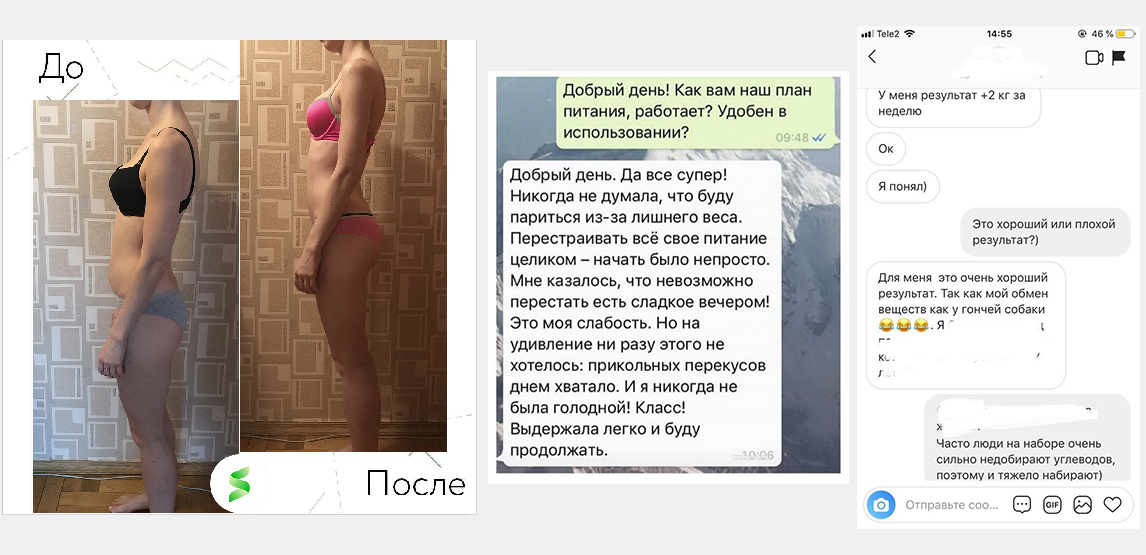 До
После
Добрый день! Как вам наш план
питания, работает? Удобен в
использовании?
09:48
Добрый день. Да все супер!
Никогда не думала, что буду
париться из-за лишнего веса.
Перестраивать всё свое питание
целиком – начать было непросто.
Мне казалось, что невозможно
перестать есть сладкое вечером!
Это моя слабость. Но на
удивление ни разу этого не
хотелось: прикольных перекусов
днем хватало. И я никогда не
была голодной! Класс!
Выдержала легко и буду
продолжать.
10:06
Tele2 14:55 46 %
У меня результат +2 кг за
неделю
Ок
Я понял)
Это хороший или плохой
результат?)
Для меня это очень хороший
результат. Так как мой обмен
веществ как у гончей собаки
😂😂😂. Я
Часто люди на наборе очень
сильно недобирают углеводов,
поэтому и тяжело набирают)
Отправьте соо...
GIF